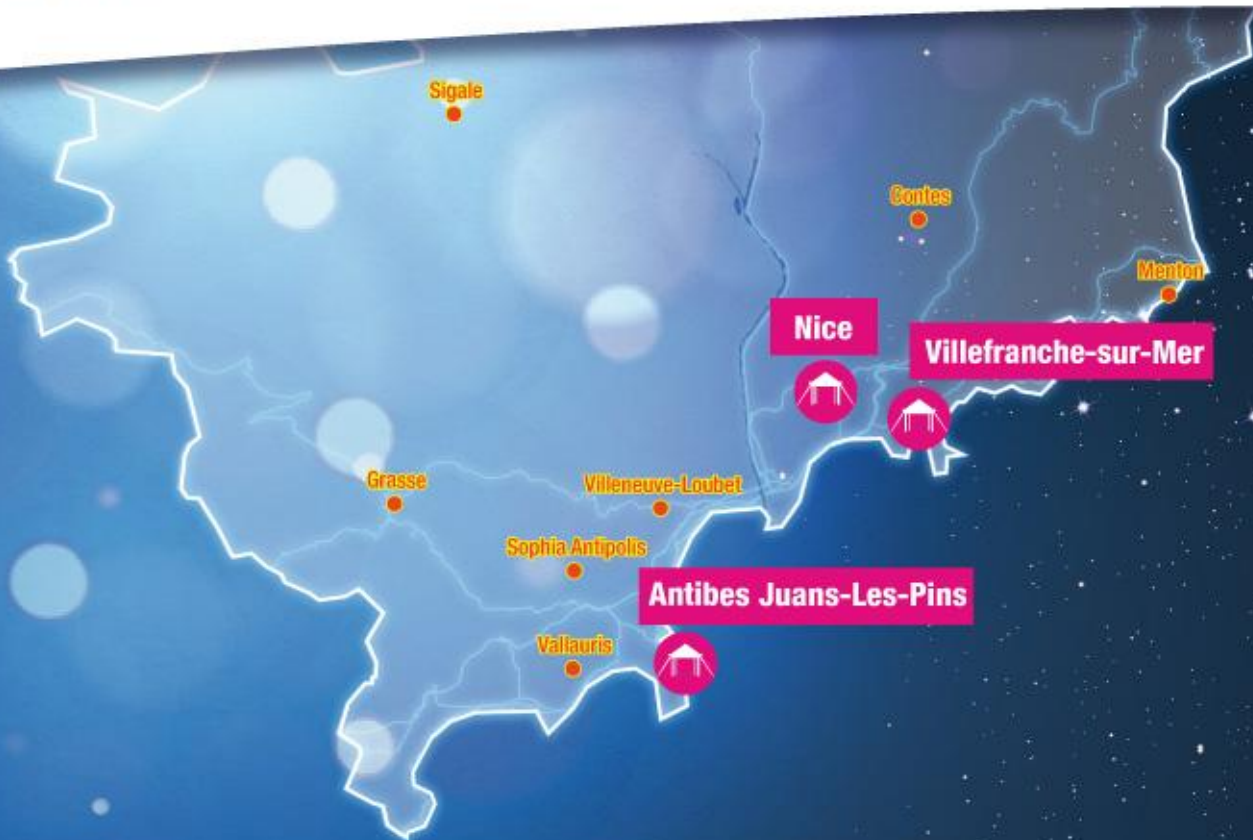 Sigale
Contes
Menton
Nice
Villefranche-sur-Mer
Grasse
Villeneuve-Loubet
Sophia Antipolis
Antibes Juans-Les-Pins
Vallauris